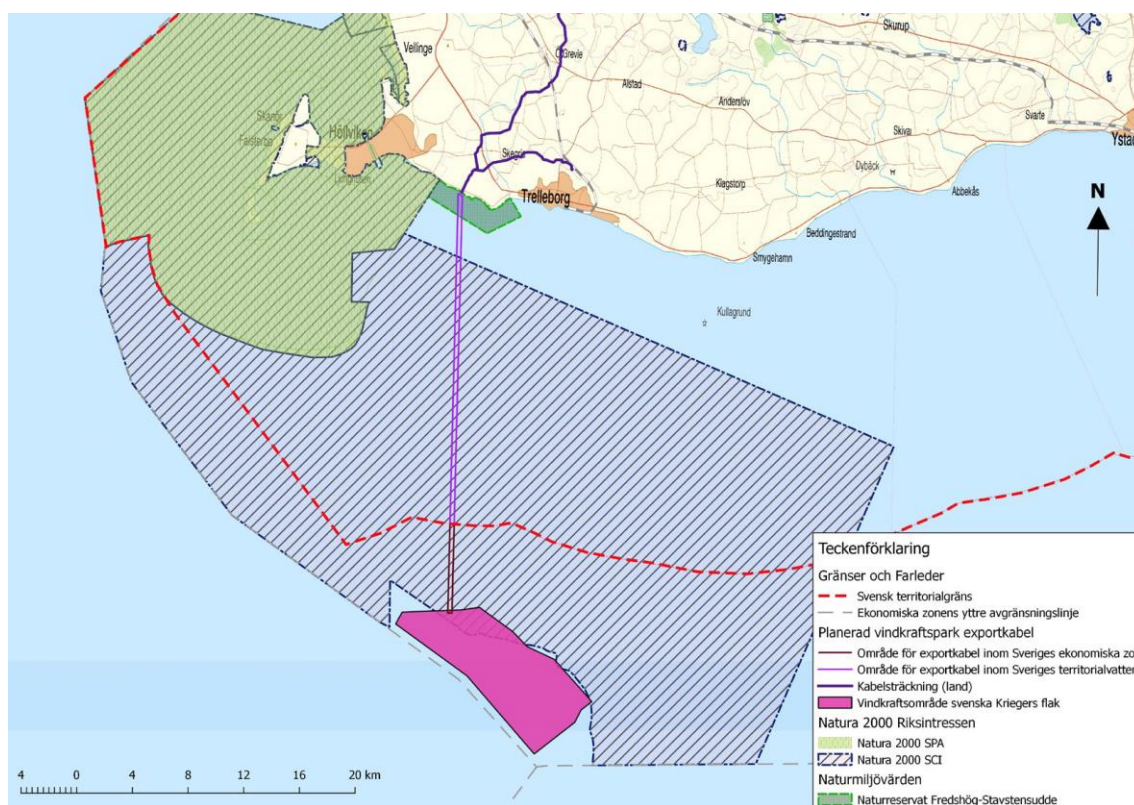 Skurup
Vellinge
Ö Grevie
Alstad
Anderslöv
Svarte
Skivarp
Ystad
Skanör
Falsterbo
Höllviken
Skegrie
Dybäck
Trelleborg
Klagstorp
Abbekås
N
Beddingestrand
Smygehamn
Kullagrund
Teckenförklaring
Gränser och Farleder
Svensk territorialgräns
Ekonomiska zonens yttre avgränsningslinje
Planerad vindkraftspark exportkabel
Område för exportkabel inom Sveriges ekonomiska zo
Område för exportkabel inom Sveriges territorialvatten
Kabelsträckning (land)
Vindkraftsområde svenska Kriegers flak
Natura 2000 Riksintressen
Natura 2000 SPA
Natura 2000 SCI
Naturmiljövärden
Naturreservat Fredshög-Stavstensudde
4 0 4 8 12 16 20 km